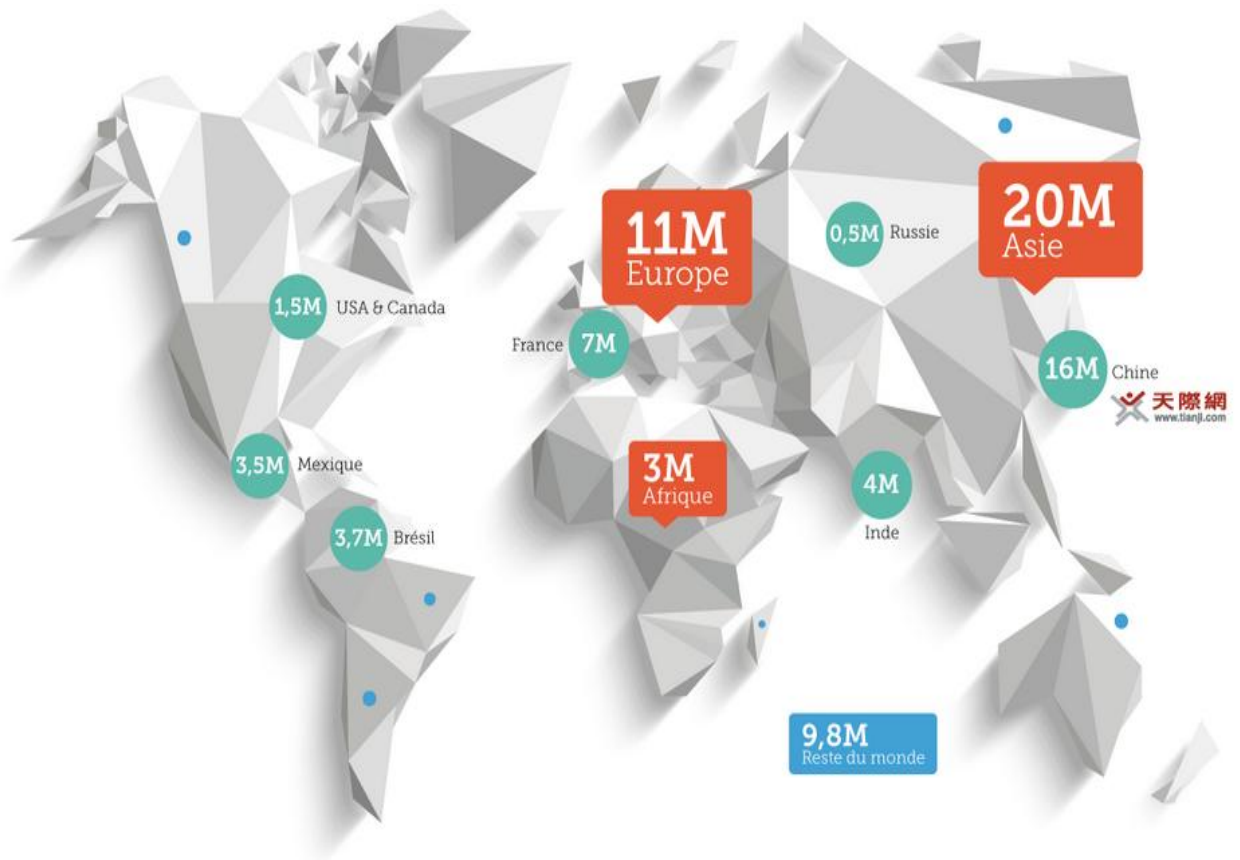 11M
Europe
20M
Asie
0,5M Russie
1,5M USA & Canada
France 7M
16M Chine
天際網
www.tianji.com
3,5M Mexique
3M
Afrique
4M
Inde
3,7M Brésil
9,8M
Reste du monde